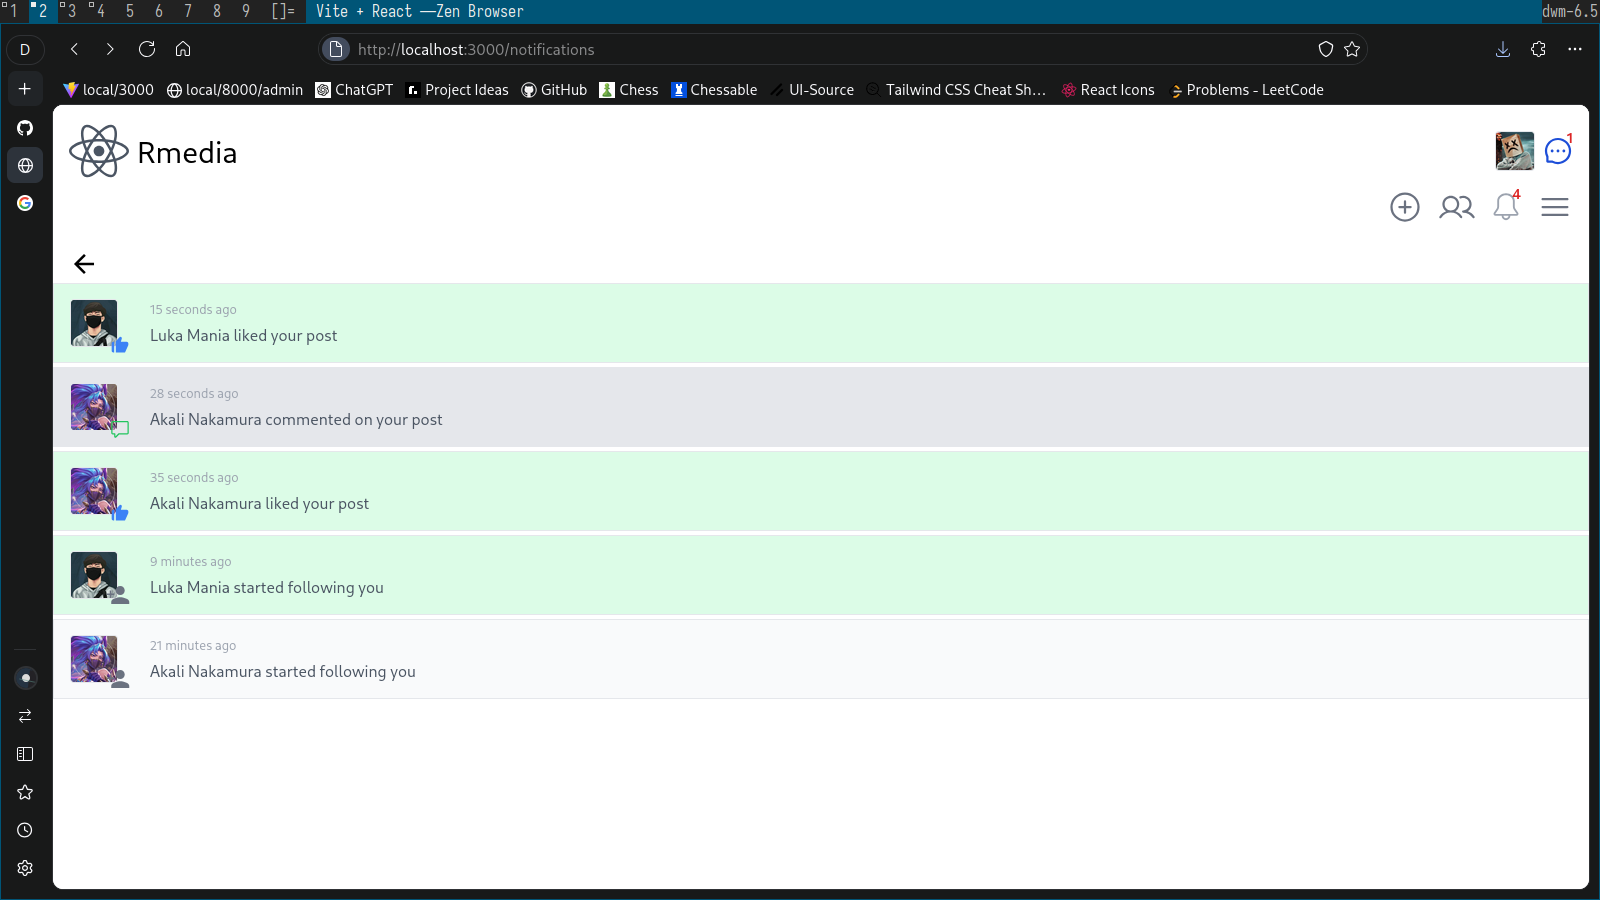 1 2 3 4 5 6 7 8 9 []= Vite + React —Zen Browser dwm-6.5
D http://localhost:3000/notifications
local/3000 local/8000/admin ChatGPT Project Ideas GitHub Chess Chessable UI-Source Tailwind CSS Cheat Sh... React Icons Problems - LeetCode
Rmedia
1
4
15 seconds ago
Luka Mania liked your post
28 seconds ago
Akali Nakamura commented on your post
35 seconds ago
Akali Nakamura liked your post
9 minutes ago
Luka Mania started following you
21 minutes ago
Akali Nakamura started following you